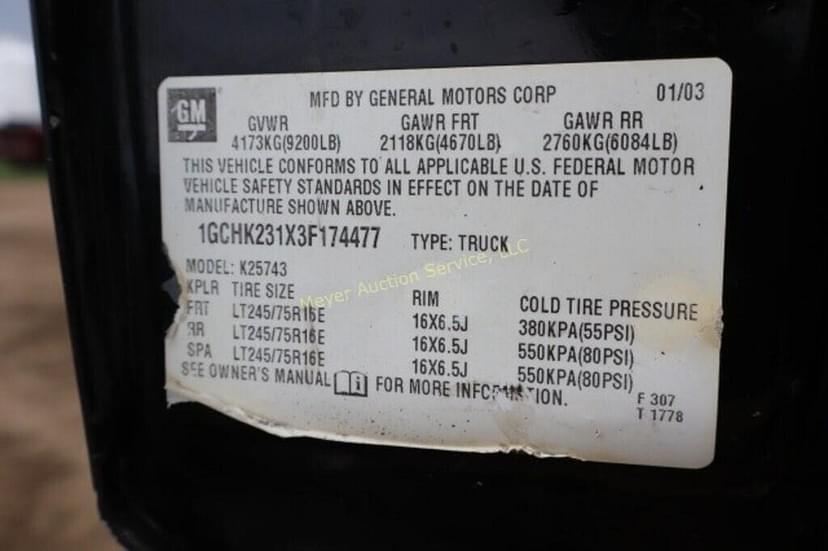 GM MFD BY GENERAL MOTORS CORP 01/03
GVWR GAWR FRT GAWR RR
4173KG(9200LB) 2118KG(4670LB) 2760KG(6084LB)
THIS VEHICLE CONFORMS TO ALL APPLICABLE U.S. FEDERAL MOTOR
VEHICLE SAFETY STANDARDS IN EFFECT ON THE DATE OF
MANUFACTURE SHOWN ABOVE.
1GCHK231X3F174477 TYPE: TRUCK
MODEL: K25743
KPLR TIRE SIZE RIM COLD TIRE PRESSURE
FRT LT245/75R16E 16X6.5J 380KPA(55PSI)
RR LT245/75R16E 16X6.5J 550KPA(80PSI)
SPA LT245/75R16E 16X6.5J 550KPA(80PSI)
SEE OWNER'S MANUAL i FOR MORE INFORMATION.
F 307
T 1778
Meyer Auction Service, LLC